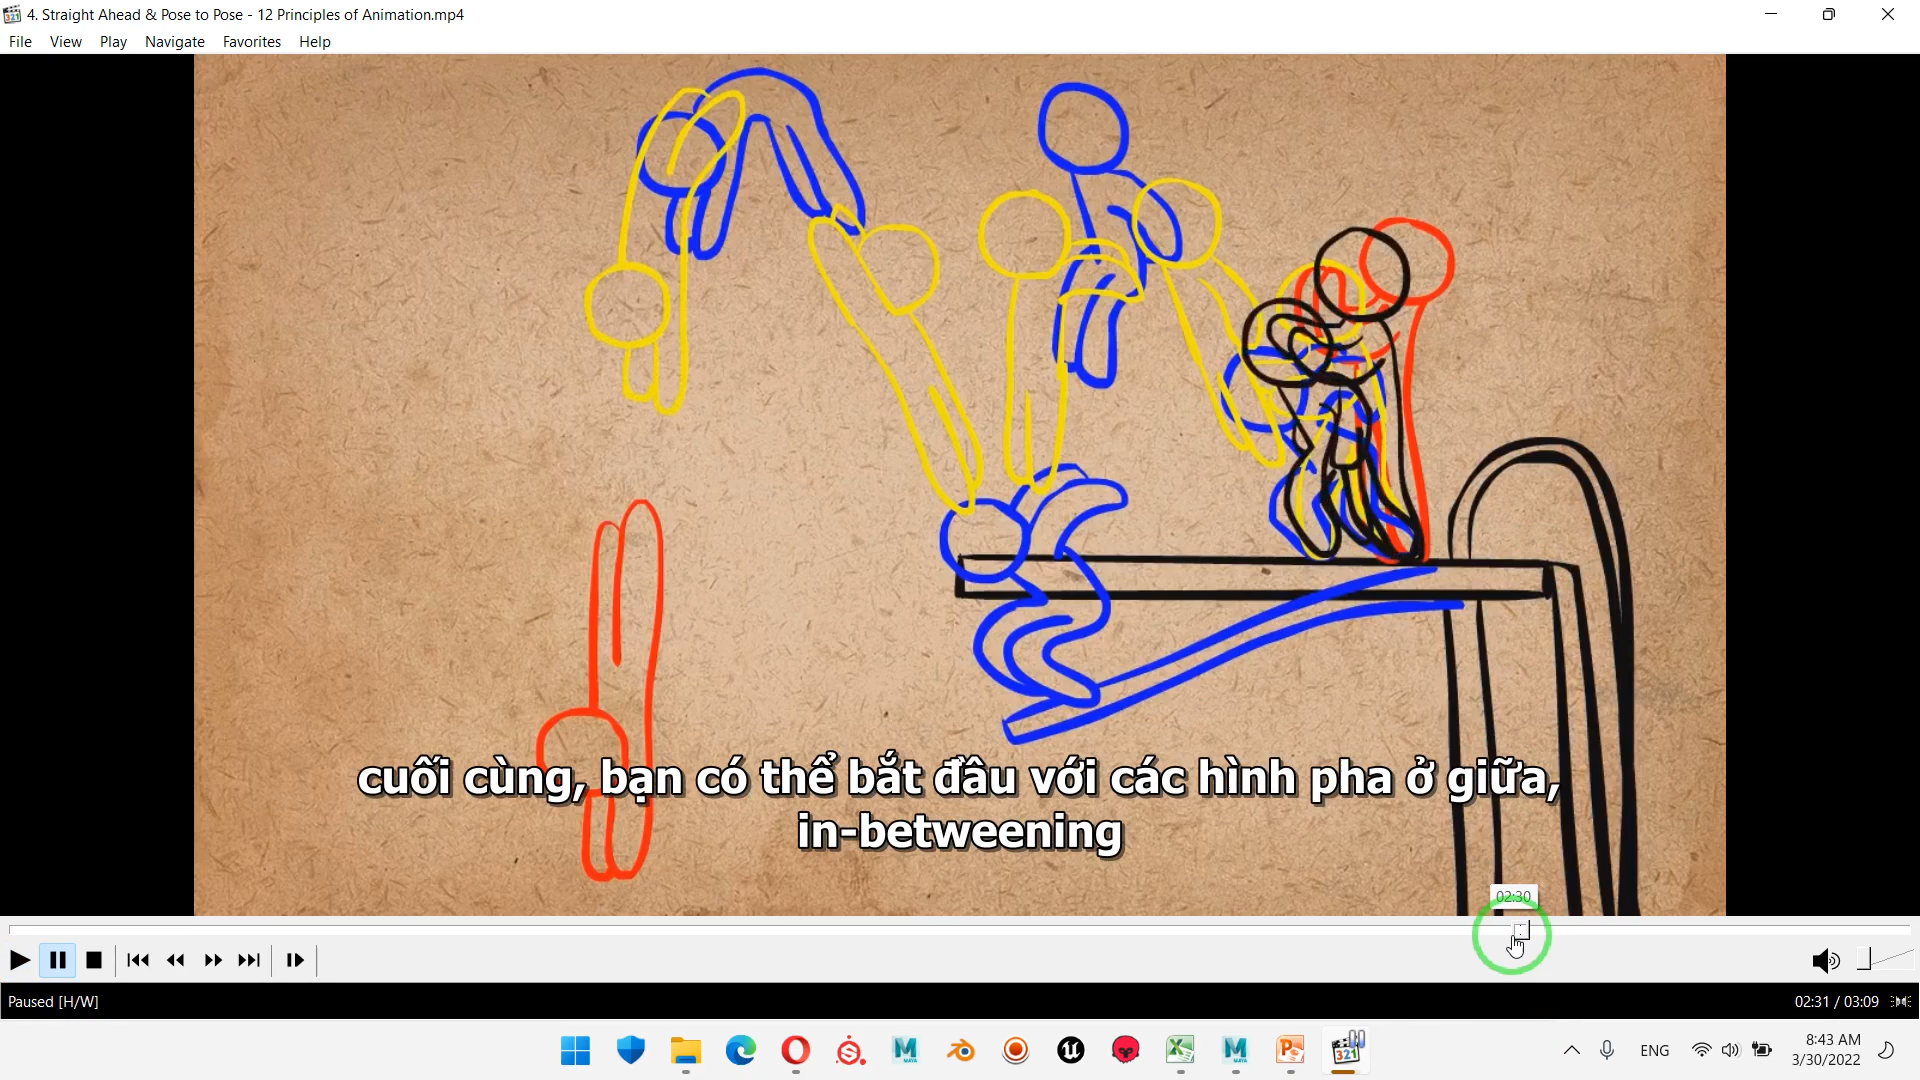 4. Straight Ahead & Pose to Pose - 12 Principles of Animation.mp4
File View Play Navigate Favorites Help
cuối cùng, bạn có thể bắt đầu với các hình pha ở giữa,
in-betweening
02:30
Paused [H/W]
02:31 / 03:09
ENG
8:43 AM
3/30/2022